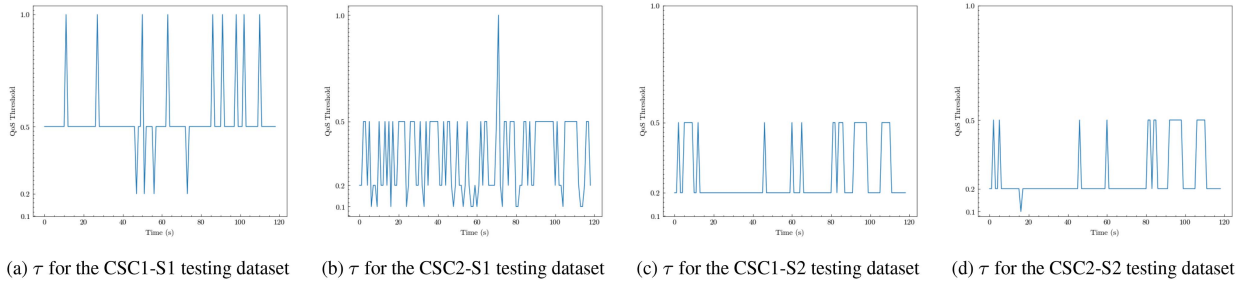 1.0
QoS Threshold
0.5
0.2
0.1
0 20 40 60 80 100 120
Time (s)
(a) τ for the CSC1-S1 testing dataset
1.0
QoS Threshold
0.5
0.2
0.1
0 20 40 60 80 100 120
Time (s)
(b) τ for the CSC2-S1 testing dataset
1.0
QoS Threshold
0.5
0.2
0.1
0 20 40 60 80 100 120
Time (s)
(c) τ for the CSC1-S2 testing dataset
1.0
QoS Threshold
0.5
0.2
0.1
0 20 40 60 80 100 120
Time (s)
(d) τ for the CSC2-S2 testing dataset